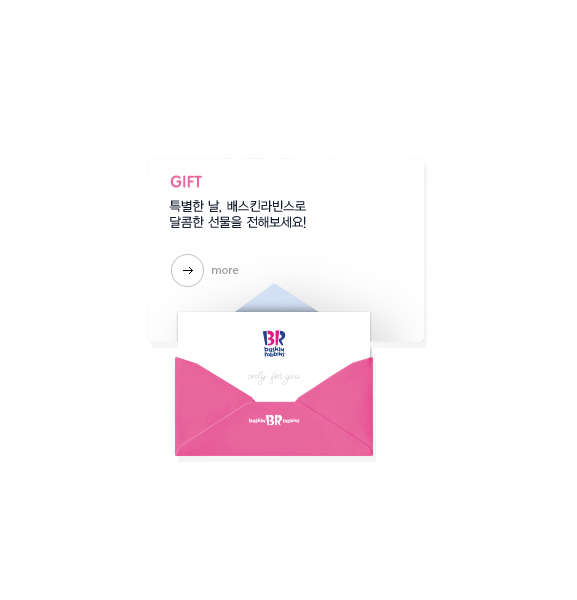 GIFT
특별한 날, 배스킨라빈스로
달콤한 선물을 전해보세요!
more
BR
baskin
robbins
only for you
baskin BR robbins